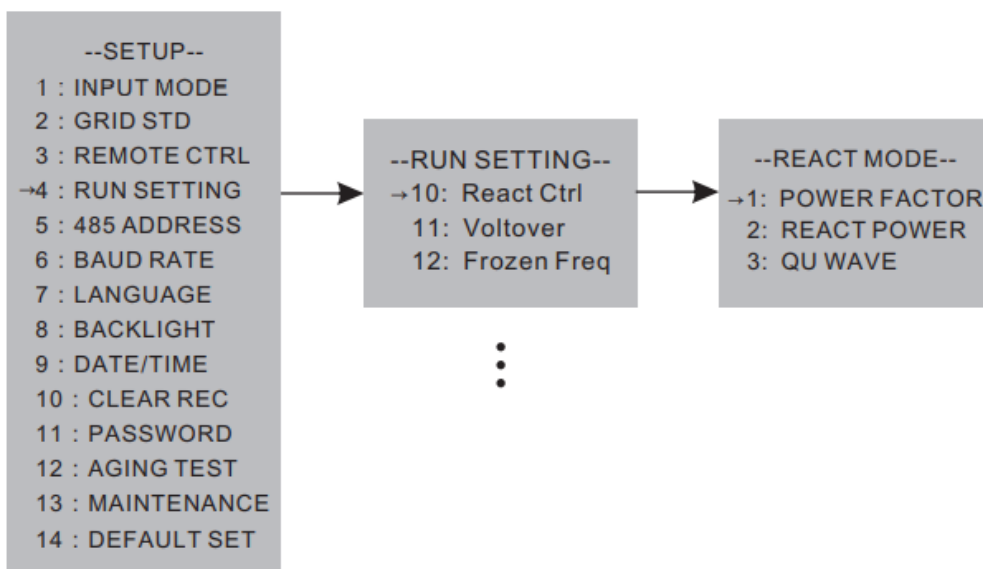 --SETUP--
1 : INPUT MODE
2 : GRID STD
3 : REMOTE CTRL
→4 : RUN SETTING
5 : 485 ADDRESS
6 : BAUD RATE
7 : LANGUAGE
8 : BACKLIGHT
9 : DATE/TIME
10 : CLEAR REC
11 : PASSWORD
12 : AGING TEST
13 : MAINTENANCE
14 : DEFAULT SET
--RUN SETTING--
→10: React Ctrl
11: Voltover
12: Frozen Freq
--REACT MODE--
→1: POWER FACTOR
2: REACT POWER
3: QU WAVE